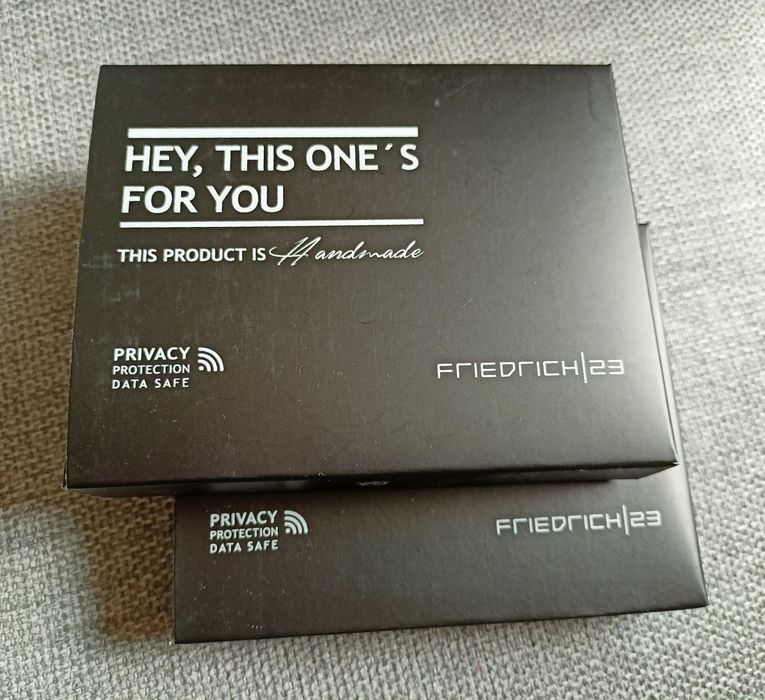 HEY, THIS ONE´S
FOR YOU
THIS PRODUCT IS Handmade
PRIVACY
PROTECTION
DATA SAFE
FRIEDRICH|23
PRIVACY
PROTECTION
DATA SAFE
FRIEDRICH|23